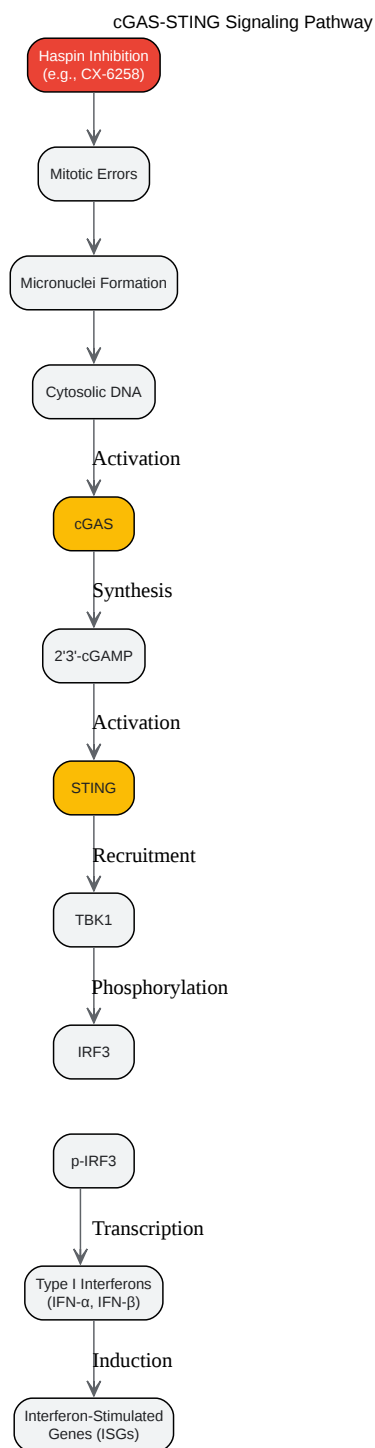 cGAS-STING Signaling Pathway
Haspin Inhibition
(e.g., CX-6258)
Mitotic Errors
Micronuclei Formation
Cytosolic DNA
Activation
cGAS
Synthesis
2'3'-cGAMP
Activation
STING
Recruitment
TBK1
Phosphorylation
IRF3
p-IRF3
Transcription
Type I Interferons
(IFN-α, IFN-β)
Induction
Interferon-Stimulated
Genes (ISGs)